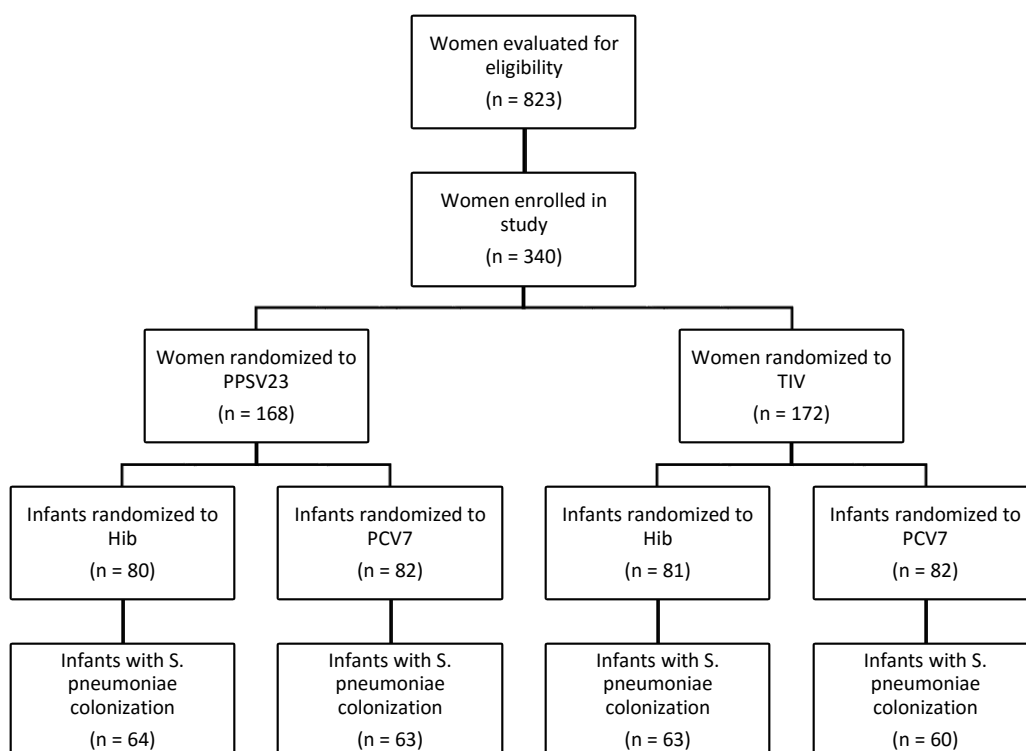 Women evaluated for
eligibility
(n = 823)
Women enrolled in
study
(n = 340)
Women randomized to
PPSV23
(n = 168)
Women randomized to
TIV
(n = 172)
Infants randomized to
Hib
(n = 80)
Infants randomized to
PCV7
(n = 82)
Infants randomized to
Hib
(n = 81)
Infants randomized to
PCV7
(n = 82)
Infants with S.
pneumoniae
colonization
(n = 64)
Infants with S.
pneumoniae
colonization
(n = 63)
Infants with S.
pneumoniae
colonization
(n = 63)
Infants with S.
pneumoniae
colonization
(n = 60)